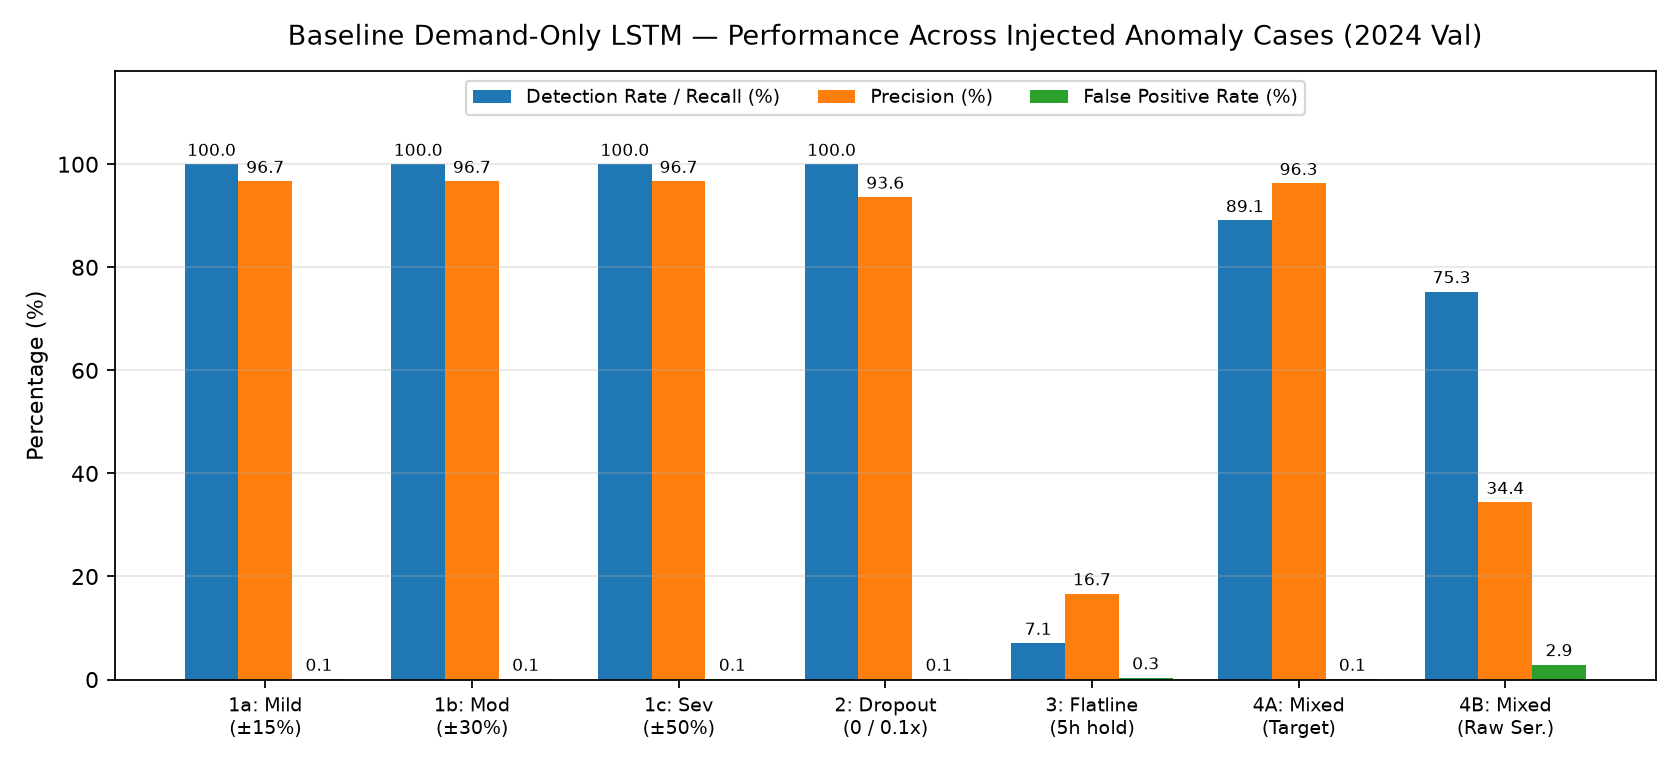 Baseline Demand-Only LSTM — Performance Across Injected Anomaly Cases (2024 Val)
Detection Rate / Recall (%) Precision (%) False Positive Rate (%)
Percentage (%)
100
80
60
40
20
0
100.0 96.7 0.1
100.0 96.7 0.1
100.0 96.7 0.1
100.0 93.6 0.1
7.1 16.7 0.3
89.1 96.3 0.1
75.3 34.4 2.9
1a: Mild
(±15%)
1b: Mod
(±30%)
1c: Sev
(±50%)
2: Dropout
(0 / 0.1x)
3: Flatline
(5h hold)
4A: Mixed
(Target)
4B: Mixed
(Raw Ser.)